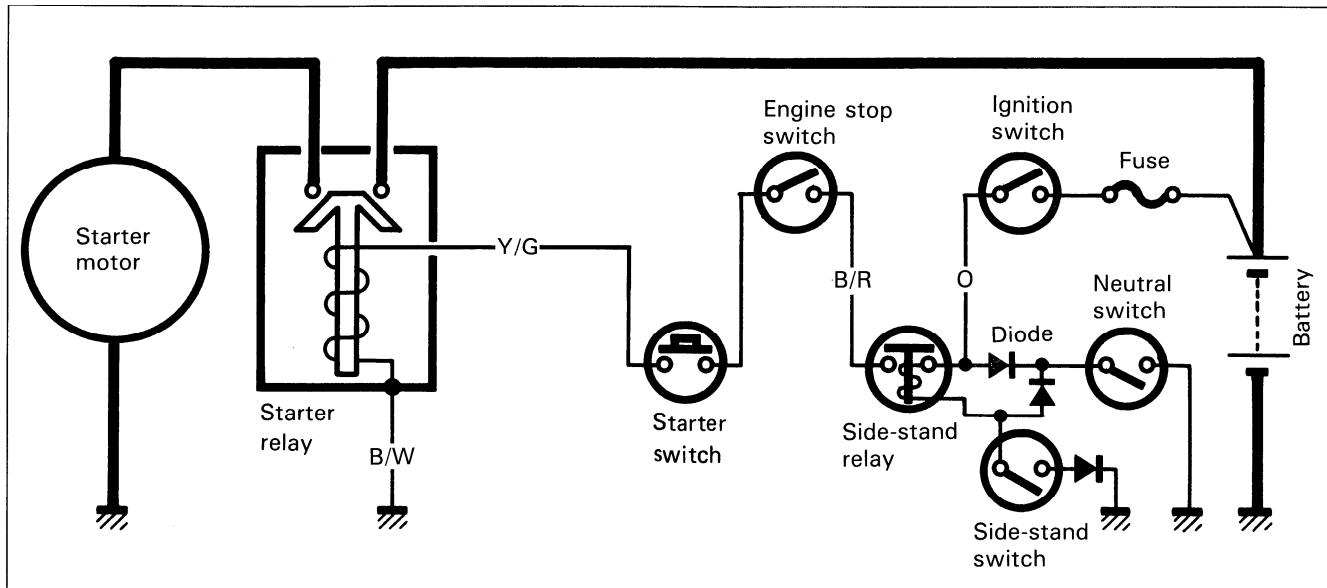 Engine stop
switch
Ignition
switch
Fuse
Starter
motor
Y/G
B/R
O
Neutral
switch
Diode
Battery
Starter
relay
B/W
Starter
switch
Side-stand
relay
Side-stand
switch